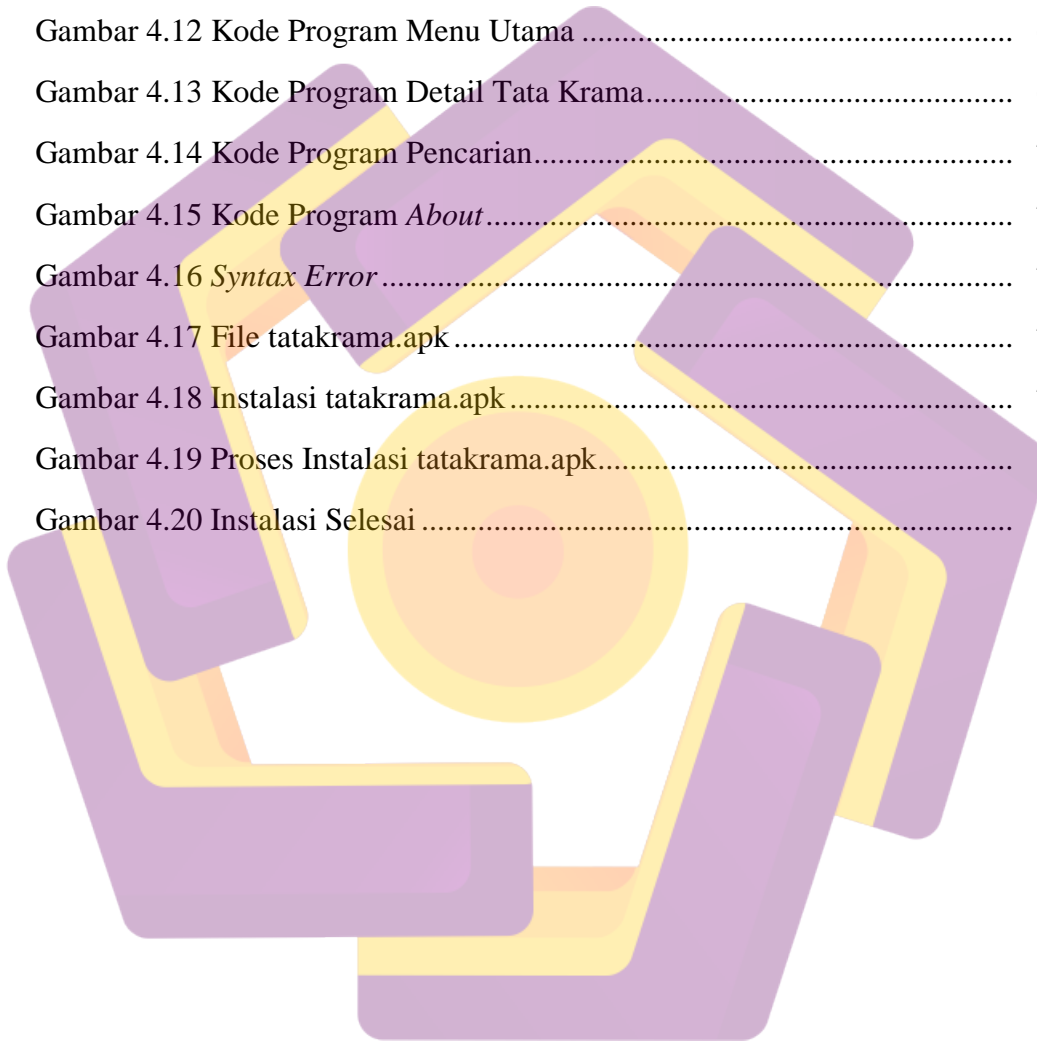 Gambar 4.12 Kode Program Menu Utama ........................................................
Gambar 4.13 Kode Program Detail Tata Krama................................................
Gambar 4.14 Kode Program Pencarian..............................................................
Gambar 4.15 Kode Program About....................................................................
Gambar 4.16 Syntax Error..................................................................................
Gambar 4.17 File tatakrama.apk.........................................................................
Gambar 4.18 Instalasi tatakrama.apk..................................................................
Gambar 4.19 Proses Instalasi tatakrama.apk......................................................
Gambar 4.20 Instalasi Selesai.............................................................................